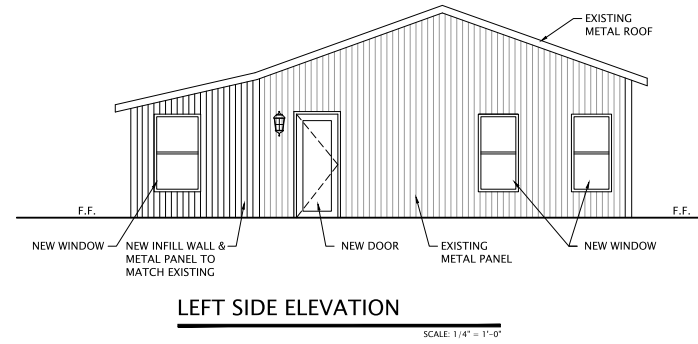 EXISTING
METAL ROOF
F.F.
F.F.
NEW WINDOW
NEW INFILL WALL &
METAL PANEL TO
MATCH EXISTING
NEW DOOR
EXISTING
METAL PANEL
NEW WINDOW
LEFT SIDE ELEVATION
SCALE: 1/4" = 1'-0"